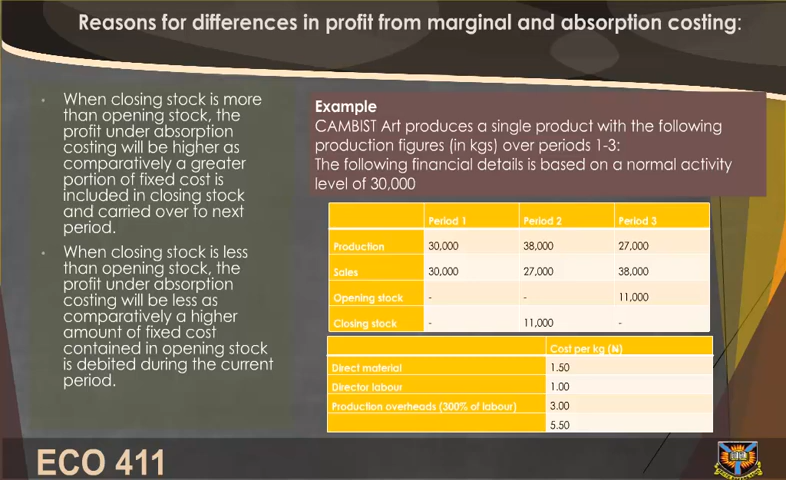 Reasons for differences in profit from marginal and absorption costing:
• When closing stock is more
than opening stock, the
profit under absorption
costing will be higher as
comparatively a greater
portion of fixed cost is
included in closing stock
and carried over to next
period.
• When closing stock is less
than opening stock, the
profit under absorption
costing will be less as
comparatively a higher
amount of fixed cost
contained in opening stock
is debited during the current
period.
Example
CAMBIST Art produces a single product with the following
production figures (in kgs) over periods 1-3:
The following financial details is based on a normal activity
level of 30,000
Period 1 Period 2 Period 3
Production 30,000 38,000 27,000
Sales 30,000 27,000 38,000
Opening stock - - 11,000
Closing stock - 11,000 -
Cost per kg (₦)
Direct material 1.50
Director labour 1.00
Production overheads (300% of labour) 3.00
5.50
ECO 411